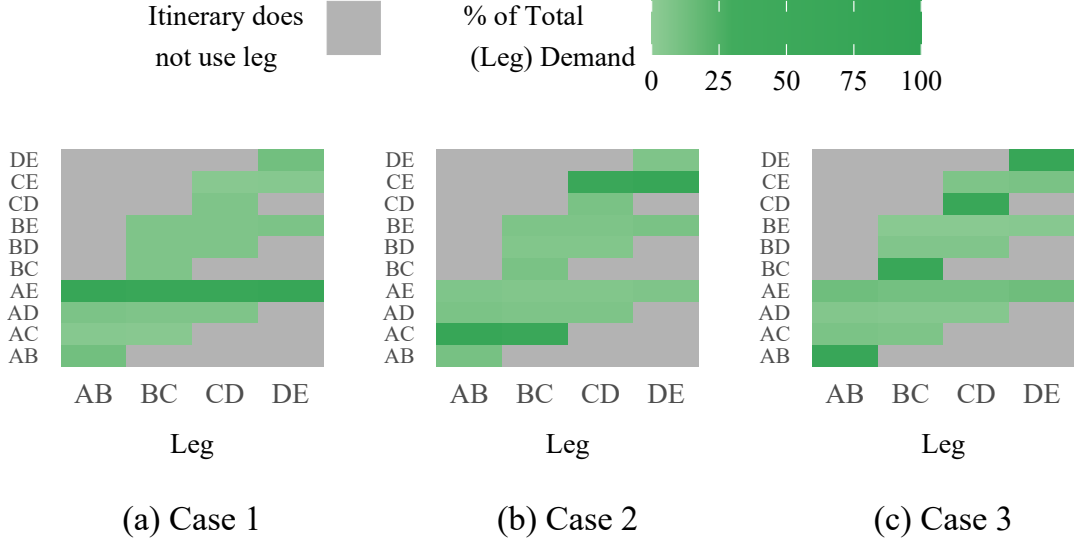 Itinerary does
not use leg
% of Total
(Leg) Demand
0 25 50 75 100
DE
CE
CD
BE
BD
BC
AE
AD
AC
AB
AB BC CD DE
Leg
(a) Case 1
DE
CE
CD
BE
BD
BC
AE
AD
AC
AB
AB BC CD DE
Leg
(b) Case 2
DE
CE
CD
BE
BD
BC
AE
AD
AC
AB
AB BC CD DE
Leg
(c) Case 3